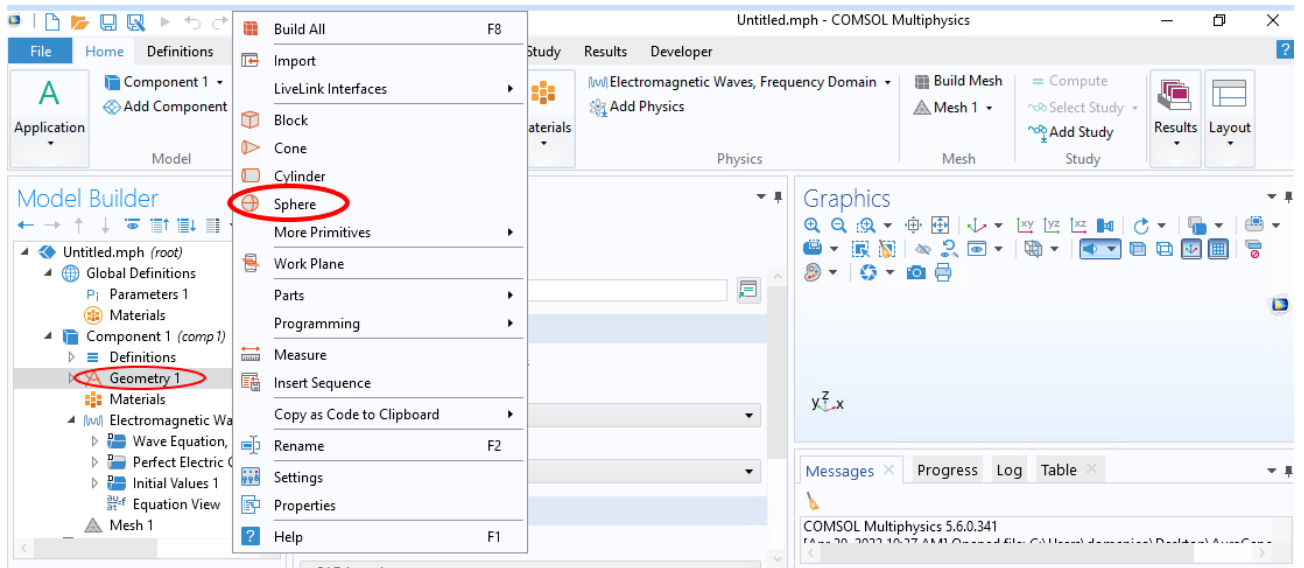 Untitled.mph - COMSOL Multiphysics
File Home Definitions Study Results Developer
Build All F8
Import
LiveLink Interfaces
Block
Cone
Cylinder
Sphere
More Primitives
Work Plane
Parts
Programming
Measure
Insert Sequence
Copy as Code to Clipboard
Rename F2
Settings
Properties
Help F1
A
Application
Component 1
Add Component
Model
aterials
Electromagnetic Waves, Frequency Domain
Add Physics
Physics
Build Mesh
Mesh 1
Mesh
= Compute
Select Study
Add Study
Study
Results
Layout
Model Builder
Untitled.mph (root)
Global Definitions
Pi Parameters 1
Materials
Component 1 (comp1)
Definitions
Geometry 1
Materials
Electromagnetic Wa
Wave Equation,
Perfect Electric
Initial Values 1
Equation View
Mesh 1
Graphics
xy yz xz
y z x
Messages Progress Log Table
COMSOL Multiphysics 5.6.0.341